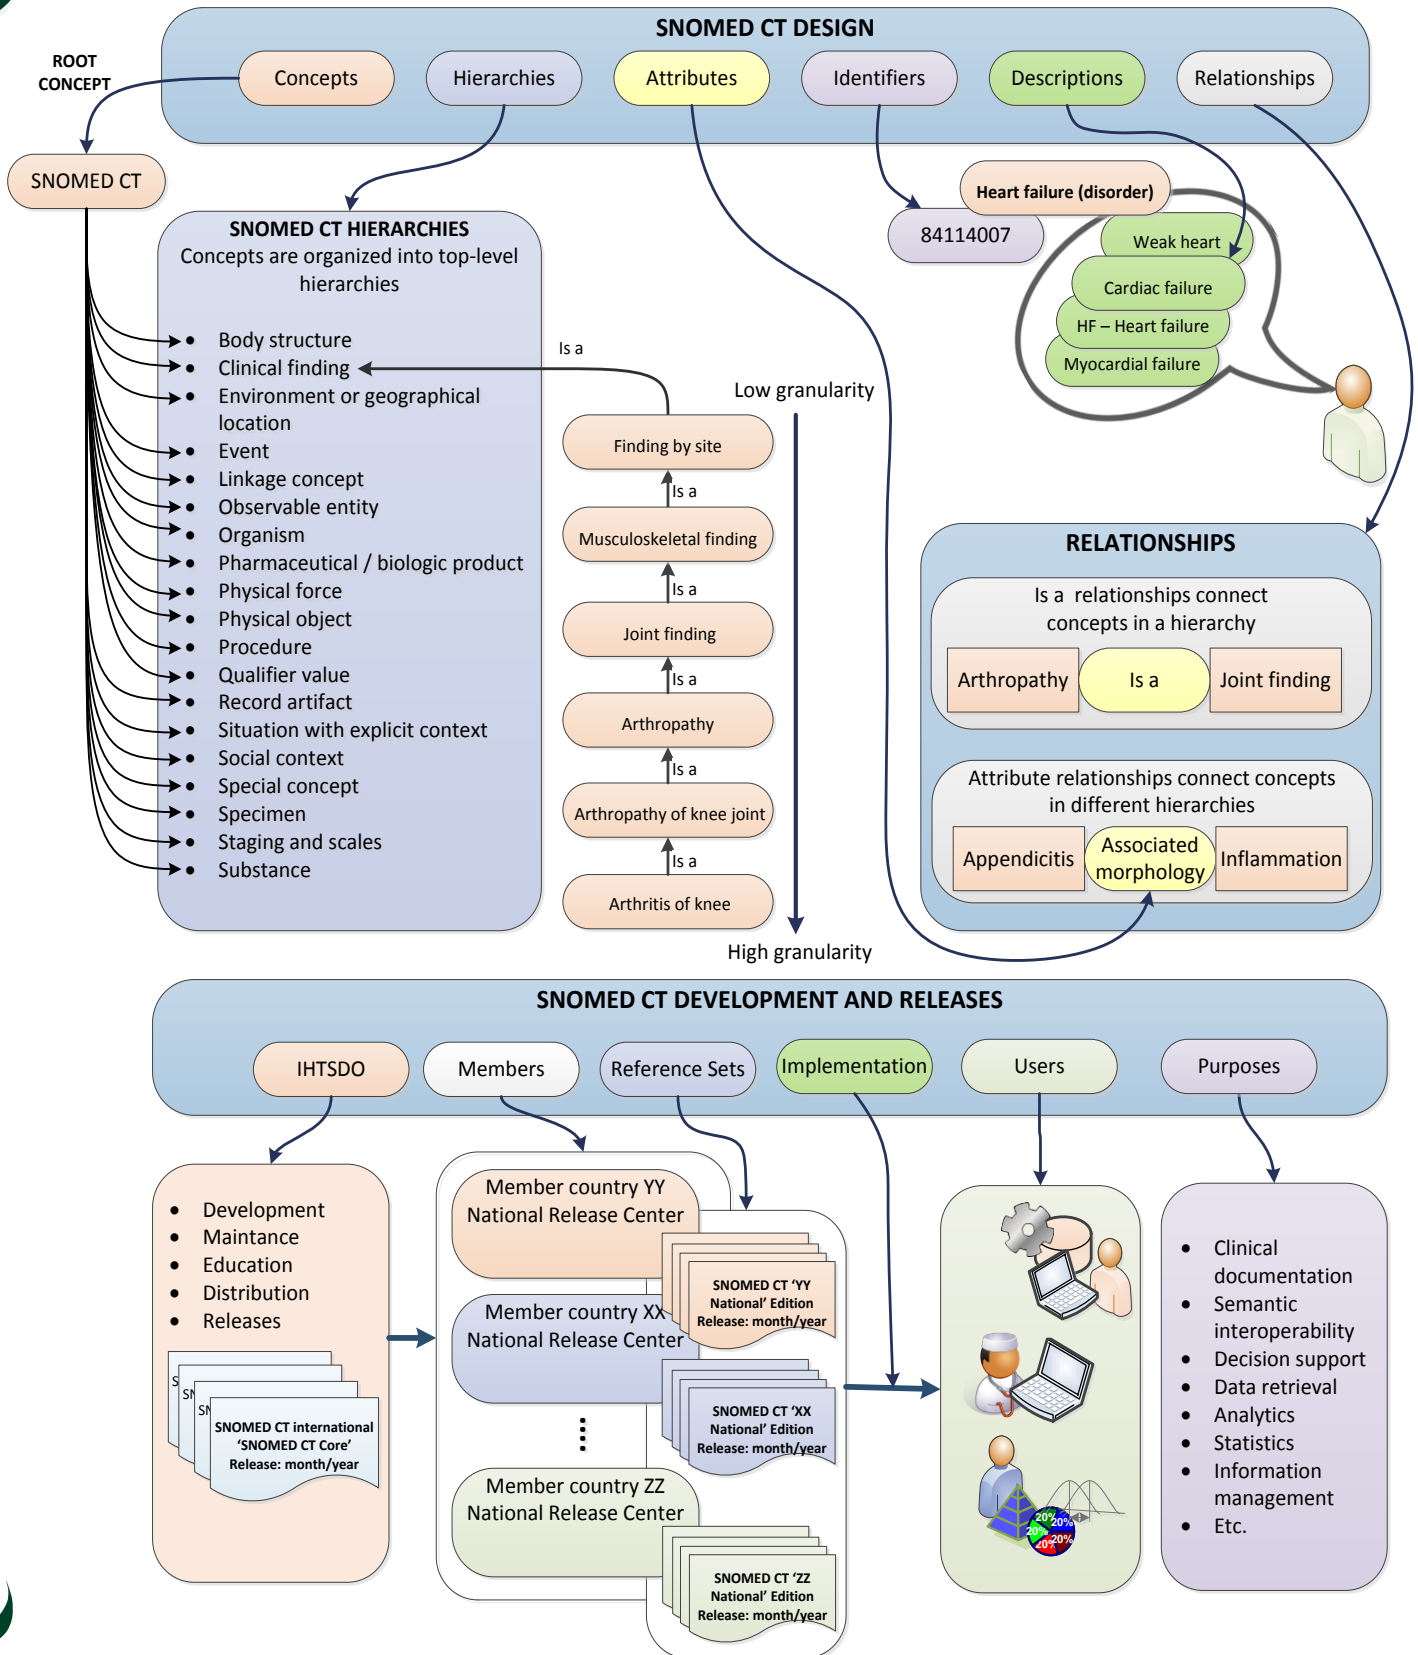 SNOMED CT DESIGN
ROOT
CONCEPT
Concepts
Hierarchies
Attributes
Identifiers
Descriptions
Relationships
SNOMED CT
Heart failure (disorder)
84114007
Weak heart
Cardiac failure
HF – Heart failure
Myocardial failure
SNOMED CT HIERARCHIES
Concepts are organized into top-level
hierarchies
• Body structure
• Clinical finding
• Environment or geographical
location
• Event
• Linkage concept
• Observable entity
• Organism
• Pharmaceutical / biologic product
• Physical force
• Physical object
• Procedure
• Qualifier value
• Record artifact
• Situation with explicit context
• Social context
• Special concept
• Specimen
• Staging and scales
• Substance
Is a
Finding by site
Is a
Musculoskeletal finding
Is a
Joint finding
Is a
Arthropathy
Is a
Arthropathy of knee joint
Is a
Arthritis of knee
Low granularity
High granularity
RELATIONSHIPS
Is a relationships connect
concepts in a hierarchy
Arthropathy
Is a
Joint finding
Attribute relationships connect concepts
in different hierarchies
Appendicitis
Associated
morphology
Inflammation
SNOMED CT DEVELOPMENT AND RELEASES
IHTSDO
Members
Reference Sets
Implementation
Users
Purposes
• Development
• Maintance
• Education
• Distribution
• Releases
SNOMED CT international
‘SNOMED CT Core’
Release: month/year
Member country YY
National Release Center
SNOMED CT ‘YY
National’ Edition
Release: month/year
Member country XX
National Release Center
SNOMED CT ‘XX
National’ Edition
Release: month/year
Member country ZZ
National Release Center
SNOMED CT ‘ZZ
National’ Edition
Release: month/year
20%
20%
20%
20%
20%
• Clinical
documentation
• Semantic
interoperability
• Decision support
• Data retrieval
• Analytics
• Statistics
• Information
management
• Etc.